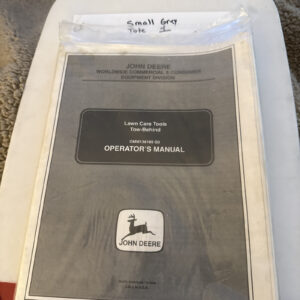 Small Grey
Tote 1
JOHN DEERE
WORLDWIDE COMMERCIAL & CONSUMER
EQUIPMENT DIVISION
Lawn Care Tools
Tow-Behind
OPERATOR'S MANUAL
JOHN DEERE